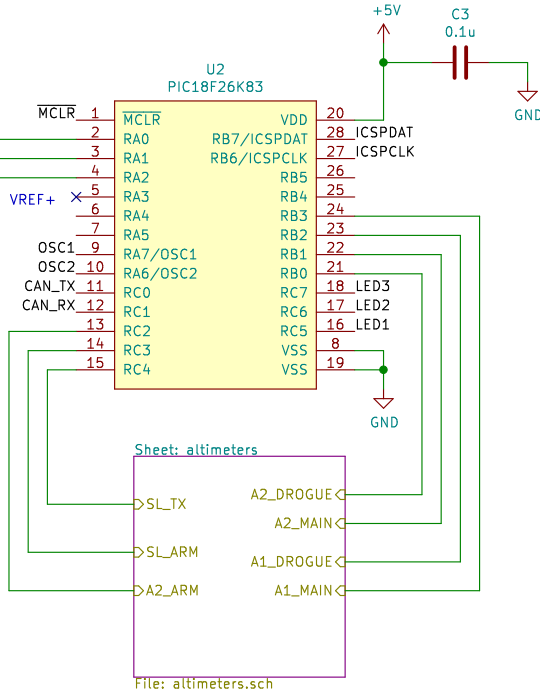 +5V
C3
0.1u
GND
U2
PIC18F26K83
MCLR 1 MCLR VDD 20
2 RA0 RB7/ICSPDAT 28 ICSPDAT
3 RA1 RB6/ICSPCLK 27 ICSPCLK
4 RA2 RB5 26
VREF+ 5 RA3 RB4 25
6 RA4 RB3 24
7 RA5 RB2 23
OSC1 9 RA7/OSC1 RB1 22
OSC2 10 RA6/OSC2 RB0 21
CAN_TX 11 RC0 RC7 18 LED3
CAN_RX 12 RC1 RC6 17 LED2
13 RC2 RC5 16 LED1
14 RC3 VSS 8
15 RC4 VSS 19
GND
Sheet: altimeters
SL_TX A2_DROGUE
A2_MAIN
SL_ARM A1_DROGUE
A2_ARM A1_MAIN
File: altimeters.sch